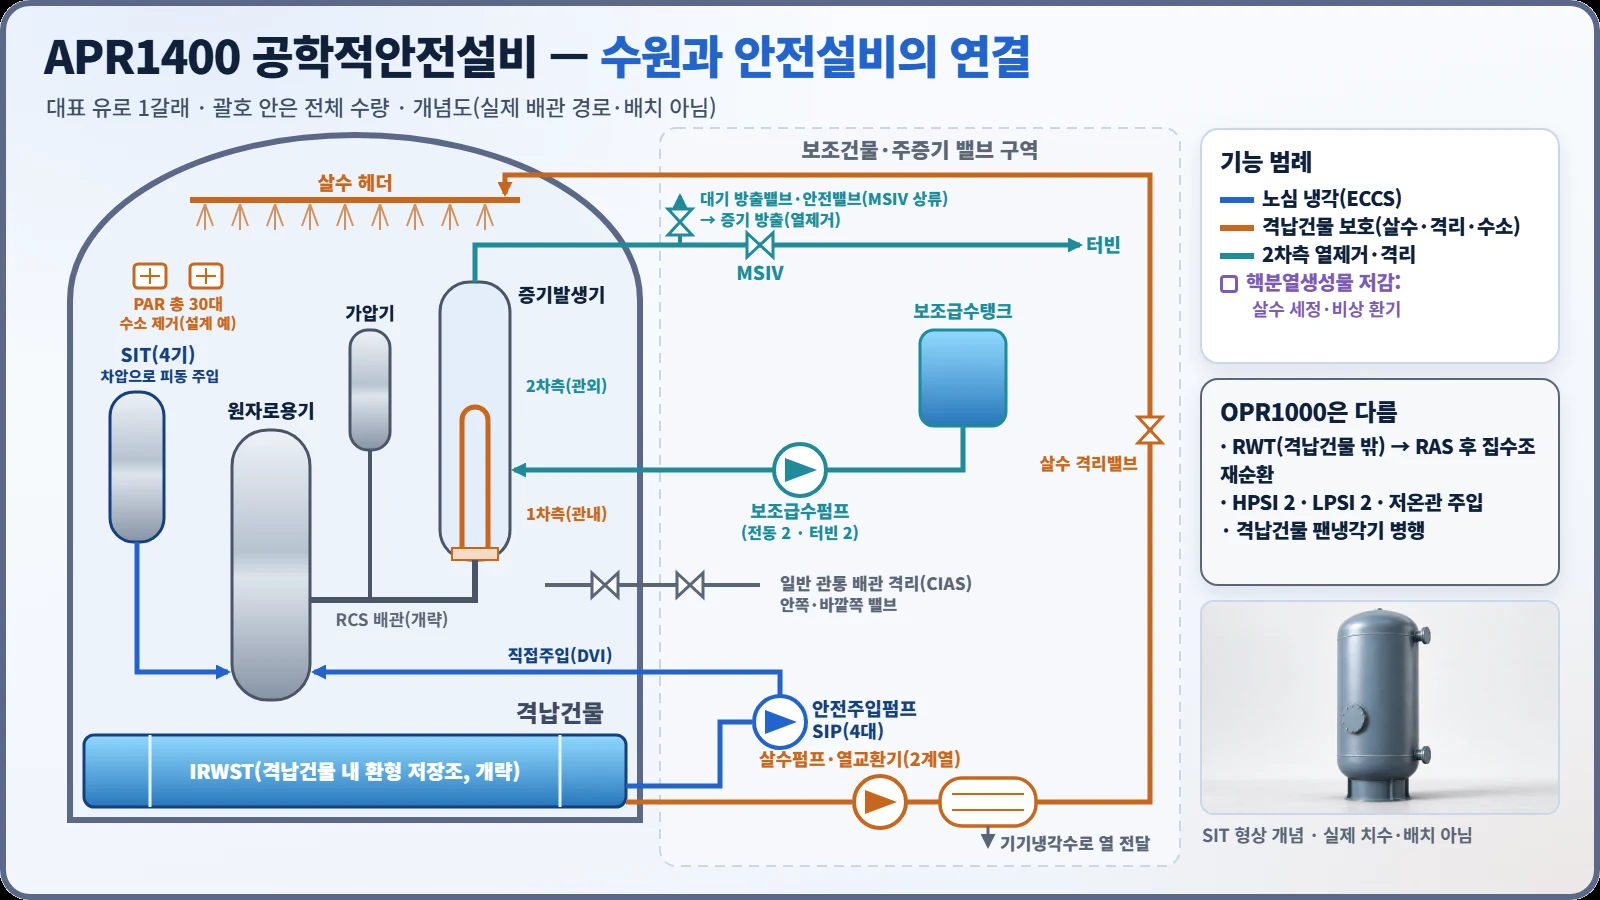 APR1400 공학적안전설비 — 수원과 안전설비의 연결
대표 유로 1갈래 · 괄호 안은 전체 수량 · 개념도(실제 배관 경로·배치 아님)
보조건물·주증기 밸브 구역
살수 헤더
대기 방출밸브·안전밸브(MSIV 상류)
→ 증기 방출(열제거)
터빈
MSIV
PAR 총 30대
수소 제거(설계 예)
SIT(4기)
차압으로 피동 주입
원자로용기
가압기
증기발생기
2차측(관외)
1차측(관내)
보조급수탱크
살수 격리밸브
보조급수펌프
(전동 2 · 터빈 2)
일반 관통 배관 격리(CIAS)
안쪽·바깥쪽 밸브
RCS 배관(개략)
직접주입(DVI)
격납건물
안전주입펌프
SIP(4대)
살수펌프·열교환기(2계열)
IRWST(격납건물 내 환형 저장조, 개략)
기기냉각수로 열 전달
기능 범례
노심 냉각(ECCS)
격납건물 보호(살수·격리·수소)
2차측 열제거·격리
핵분열생성물 저감:
살수 세정·비상 환기
OPR1000은 다름
· RWT(격납건물 밖) → RAS 후 집수조
재순환
· HPSI 2 · LPSI 2 · 저온관 주입
· 격납건물 팬냉각기 병행
SIT 형상 개념 · 실제 치수·배치 아님